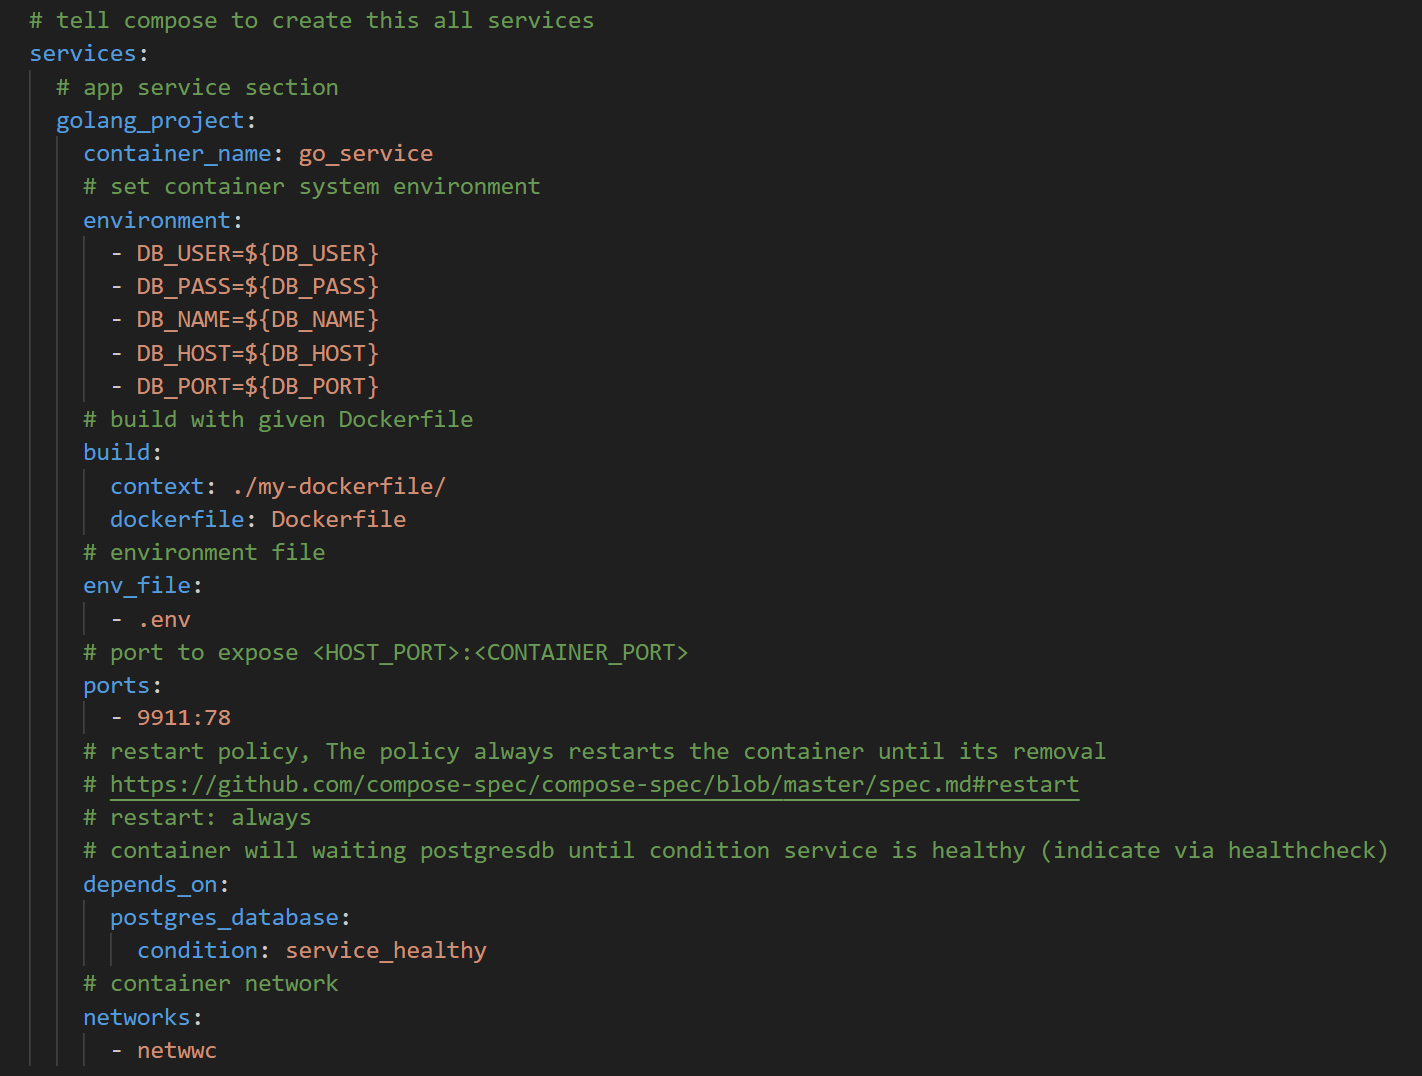 # tell compose to create this all services
services:
  # app service section
  golang_project:
    container_name: go_service
    # set container system environment
    environment:
      - DB_USER=${DB_USER}
      - DB_PASS=${DB_PASS}
      - DB_NAME=${DB_NAME}
      - DB_HOST=${DB_HOST}
      - DB_PORT=${DB_PORT}
    # build with given Dockerfile
    build:
      context: ./my-dockerfile/
      dockerfile: Dockerfile
    # environment file
    env_file:
      - .env
    # port to expose <HOST_PORT>:<CONTAINER_PORT>
    ports:
      - 9911:78
    # restart policy, The policy always restarts the container until its removal
    # https://github.com/compose-spec/compose-spec/blob/master/spec.md#restart
    # restart: always
    # container will waiting postgresdb until condition service is healthy (indicate via healthcheck)
    depends_on:
      postgres_database:
        condition: service_healthy
    # container network
    networks:
      - netwwc